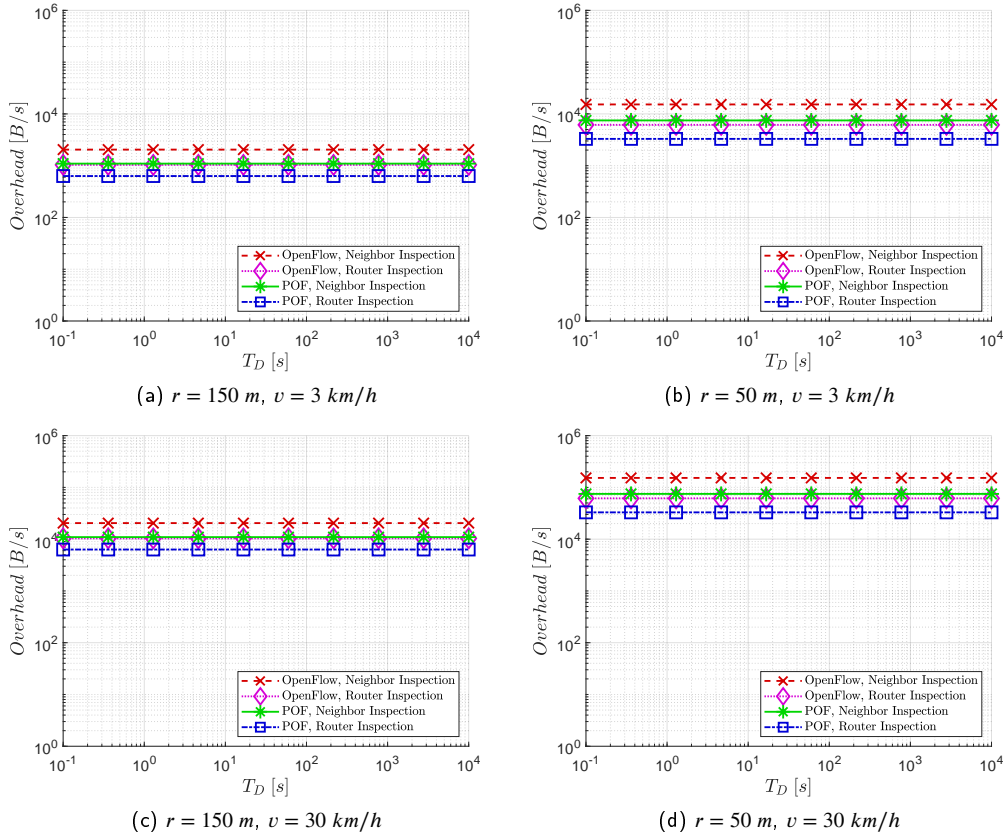 10^6
10^4
10^2
10^0
Overhead [B/s]
OpenFlow, Neighbor Inspection
OpenFlow, Router Inspection
POF, Neighbor Inspection
POF, Router Inspection
10^-1 10^0 10^1 10^2 10^3 10^4
T_D [s]
(a) r = 150 m, v = 3 km/h
10^6
10^4
10^2
10^0
Overhead [B/s]
OpenFlow, Neighbor Inspection
OpenFlow, Router Inspection
POF, Neighbor Inspection
POF, Router Inspection
10^-1 10^0 10^1 10^2 10^3 10^4
T_D [s]
(b) r = 50 m, v = 3 km/h
10^6
10^4
10^2
10^0
Overhead [B/s]
OpenFlow, Neighbor Inspection
OpenFlow, Router Inspection
POF, Neighbor Inspection
POF, Router Inspection
10^-1 10^0 10^1 10^2 10^3 10^4
T_D [s]
(c) r = 150 m, v = 30 km/h
10^6
10^4
10^2
10^0
Overhead [B/s]
OpenFlow, Neighbor Inspection
OpenFlow, Router Inspection
POF, Neighbor Inspection
POF, Router Inspection
10^-1 10^0 10^1 10^2 10^3 10^4
T_D [s]
(d) r = 50 m, v = 30 km/h